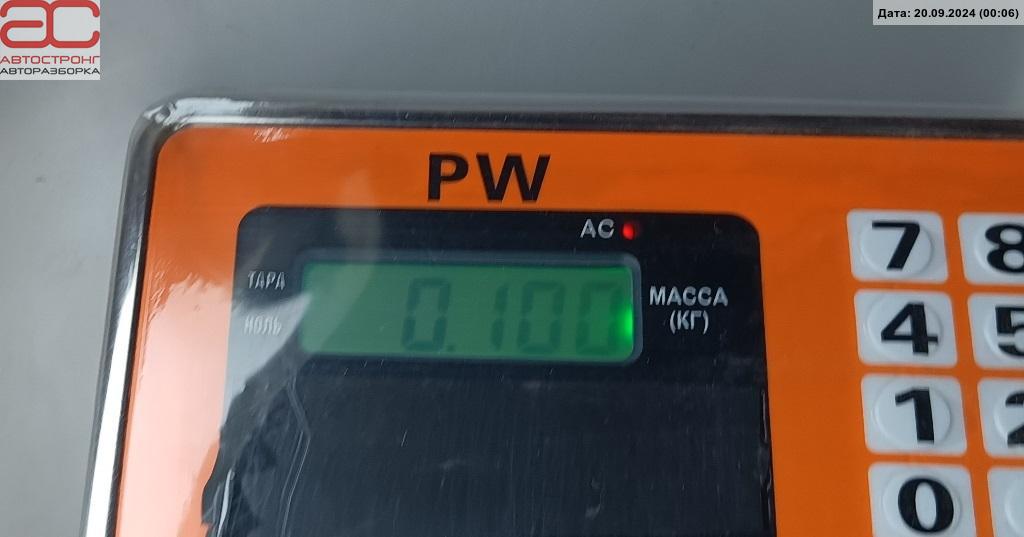 Дата: 20.09.2024 (00:06)
ас
АВТОСТРОНГ
АВТОРАЗБОРКА
PW
AC
ТАРА
НОЛЬ
0.100
МАССА
(КГ)
7 8
4 5
1 2
0